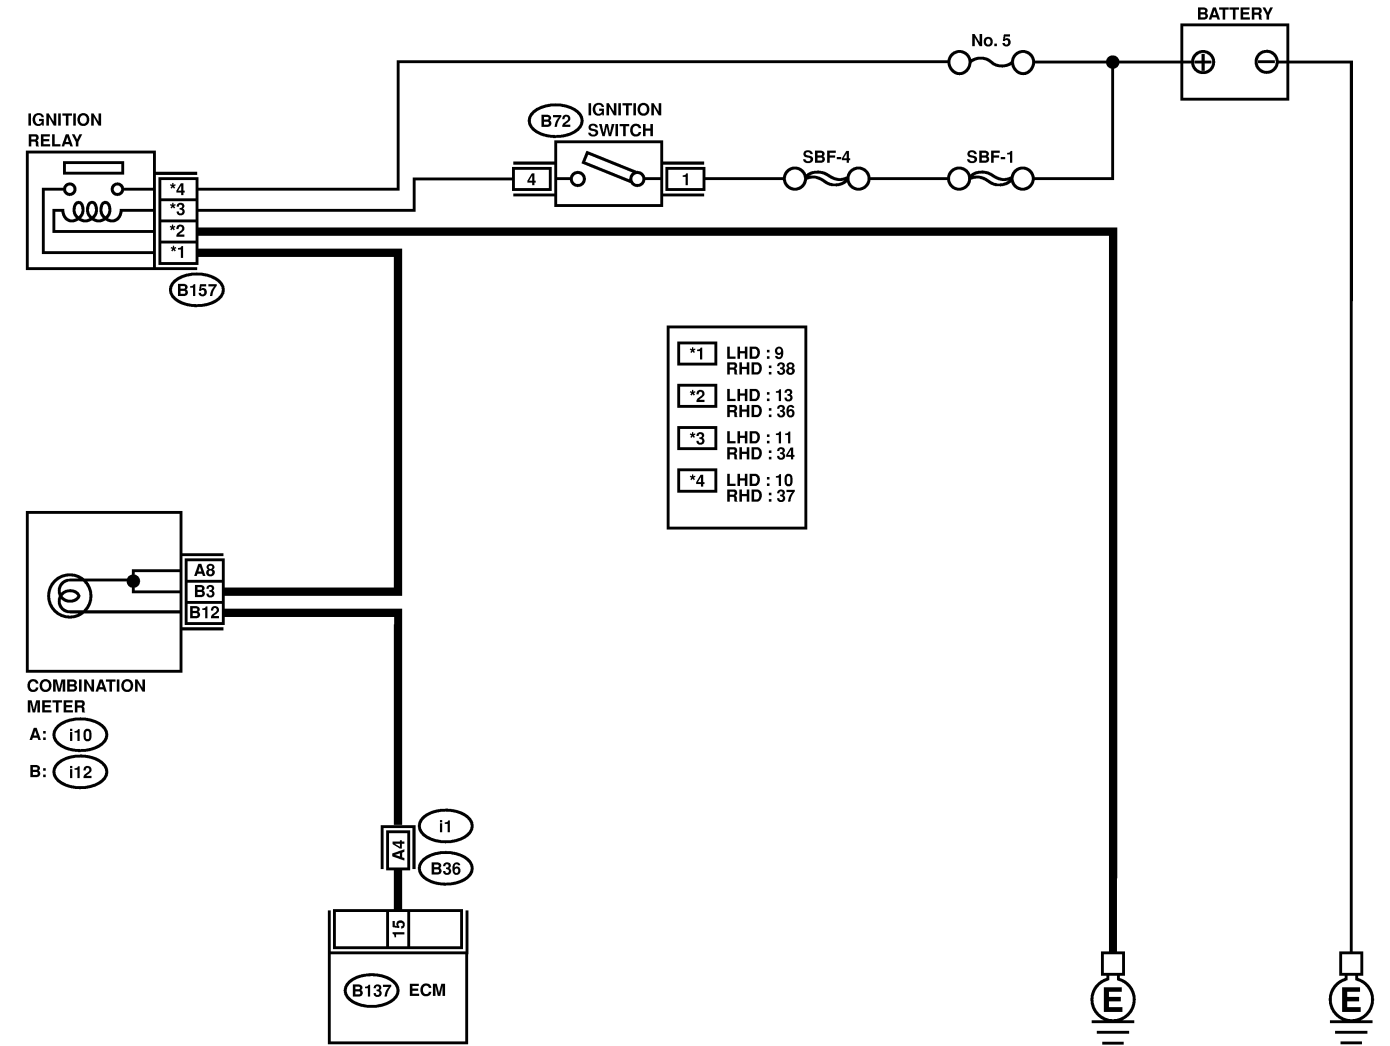 BATTERY
No. 5
IGNITION
RELAY
B72
IGNITION
SWITCH
4
1
SBF-4
SBF-1
*4
*3
*2
*1
B157
*1 LHD : 9
RHD : 38
*2 LHD : 13
RHD : 36
*3 LHD : 11
RHD : 34
*4 LHD : 10
RHD : 37
A8
B3
B12
COMBINATION
METER
A: i10
B: i12
i1
A4
B36
15
B137 ECM
E
E